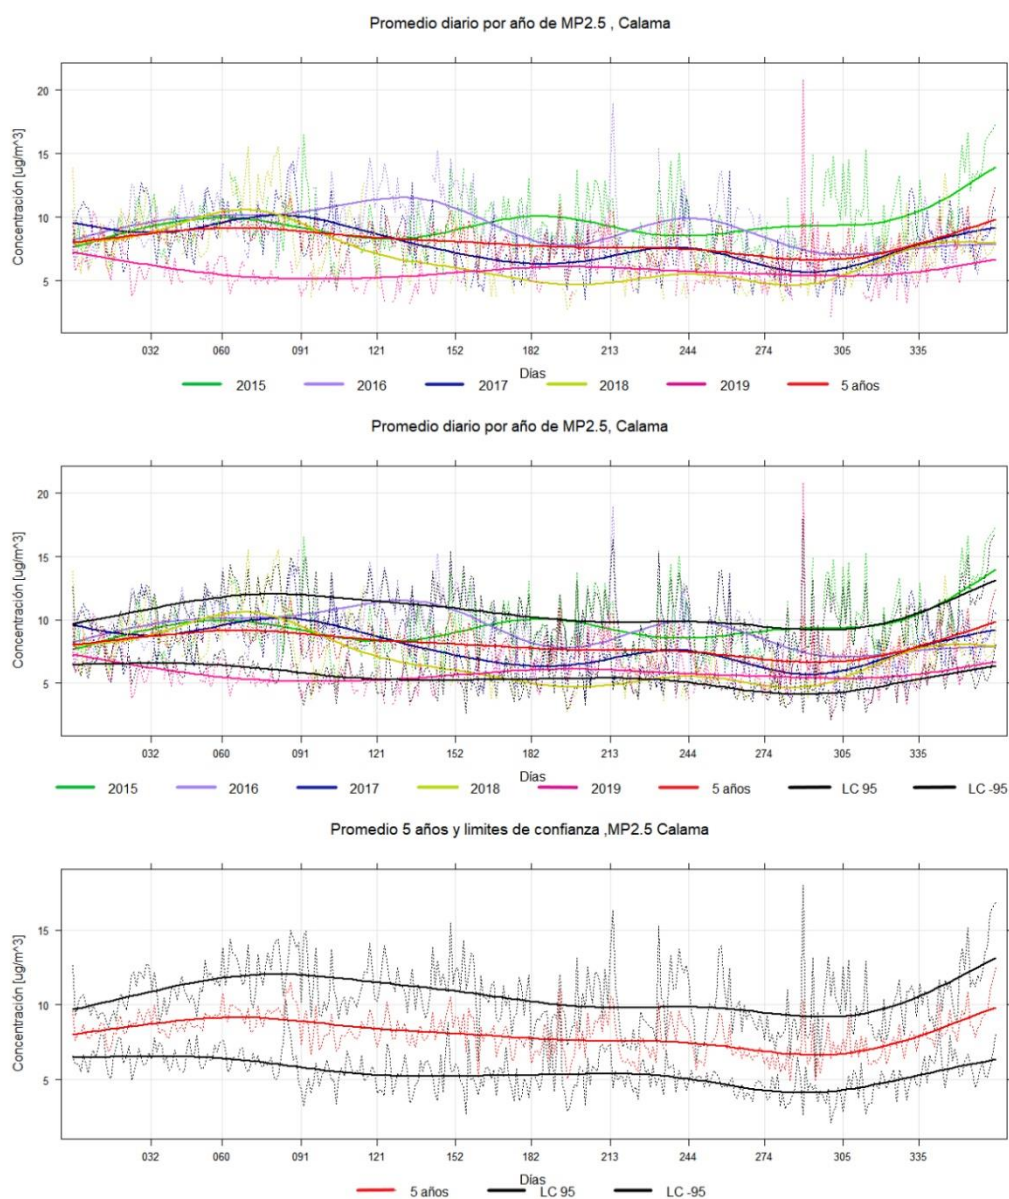 Promedio diario por año de MP2.5 , Calama
Concentración [ug/m^3]
20
15
10
5
032 060 091 121 152 182 213 244 274 305 335
Días
2015 2016 2017 2018 2019 5 años
Promedio diario por año de MP2.5, Calama
Concentración [ug/m^3]
20
15
10
5
032 060 091 121 152 182 213 244 274 305 335
Días
2015 2016 2017 2018 2019 5 años LC 95 LC -95
Promedio 5 años y limites de confianza ,MP2.5 Calama
Concentración [ug/m^3]
15
10
5
032 060 091 121 152 182 213 244 274 305 335
Días
5 años LC 95 LC -95